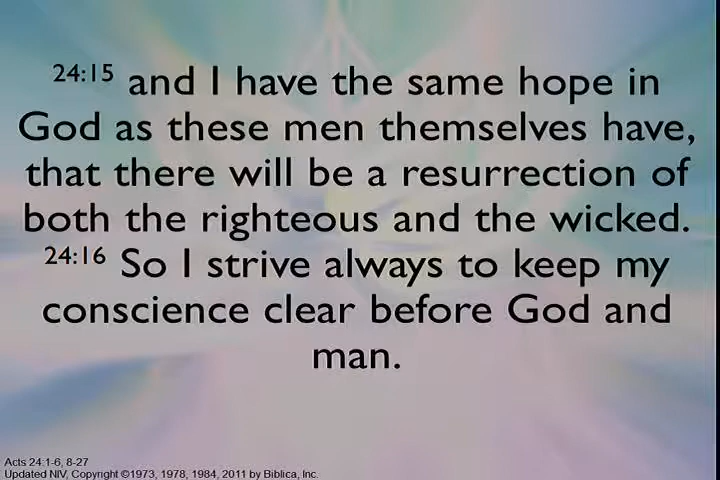 24:15 and I have the same hope in
God as these men themselves have,
that there will be a resurrection of
both the righteous and the wicked.
24:16 So I strive always to keep my
conscience clear before God and
man.
Acts 24:1-6, 8-27
Updated NIV, Copyright ©1973, 1978, 1984, 2011 by Biblica, Inc.